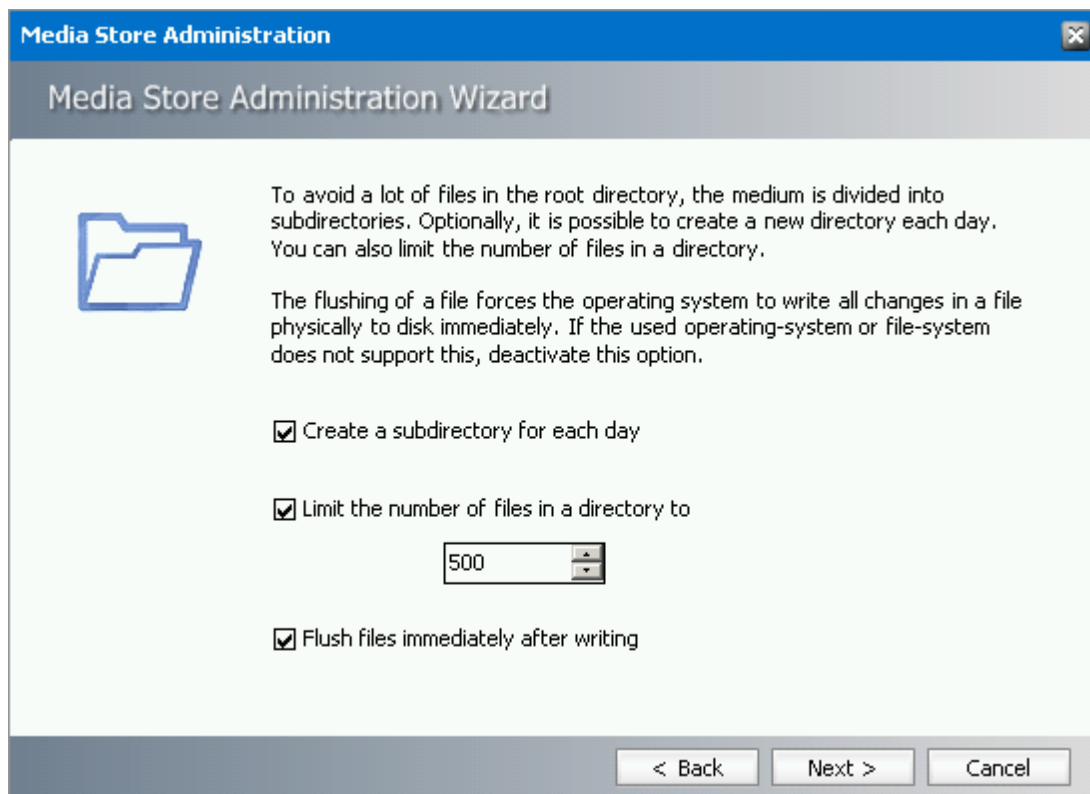 Media Store Administration
Media Store Administration Wizard
To avoid a lot of files in the root directory, the medium is divided into
subdirectories. Optionally, it is possible to create a new directory each day.
You can also limit the number of files in a directory.
The flushing of a file forces the operating system to write all changes in a file
physically to disk immediately. If the used operating-system or file-system
does not support this, deactivate this option.
Create a subdirectory for each day
Limit the number of files in a directory to
500
Flush files immediately after writing
< Back Next > Cancel